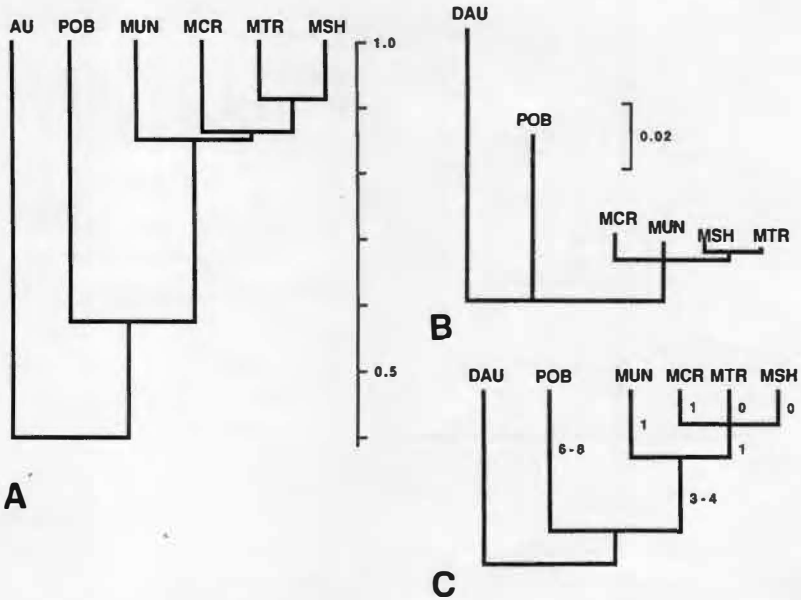 AU POB MUN MCR MTR MSH
1.0
0.5
A
DAU
POB
0.02
MCR
MUN
MSH MTR
B
DAU POB MUN MCR MTR MSH
1 0 0
1
6-8
1
3-4
C